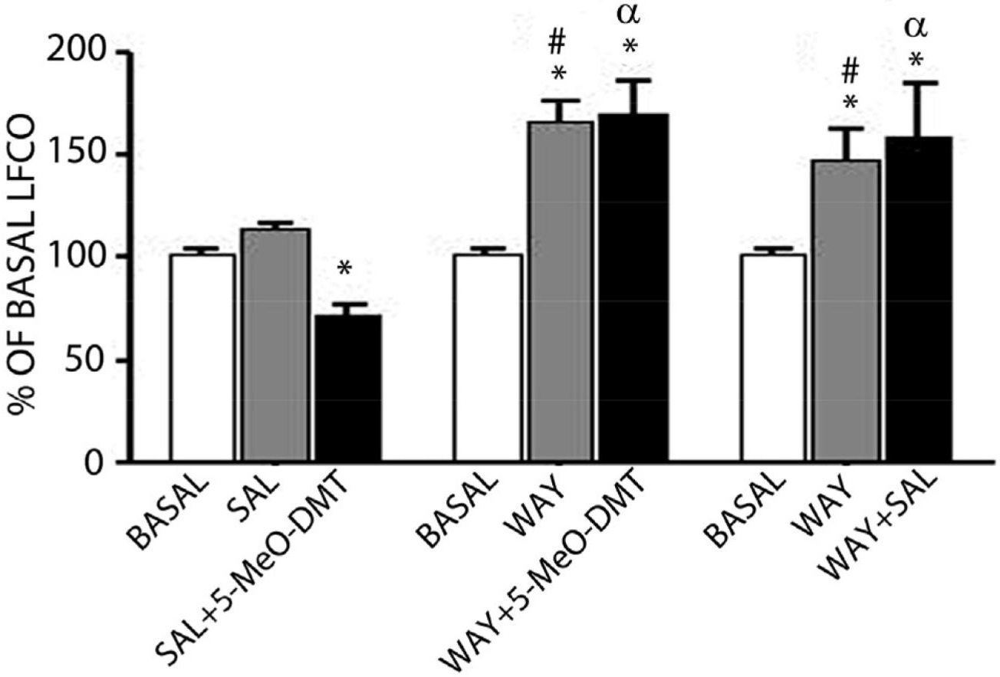 % OF BASAL LFCO
200
150
100
50
0
*
#
*
α
*
#
*
α
*
BASAL
SAL
SAL+5-MeO-DMT
BASAL
WAY
WAY+5-MeO-DMT
BASAL
WAY
WAY+SAL